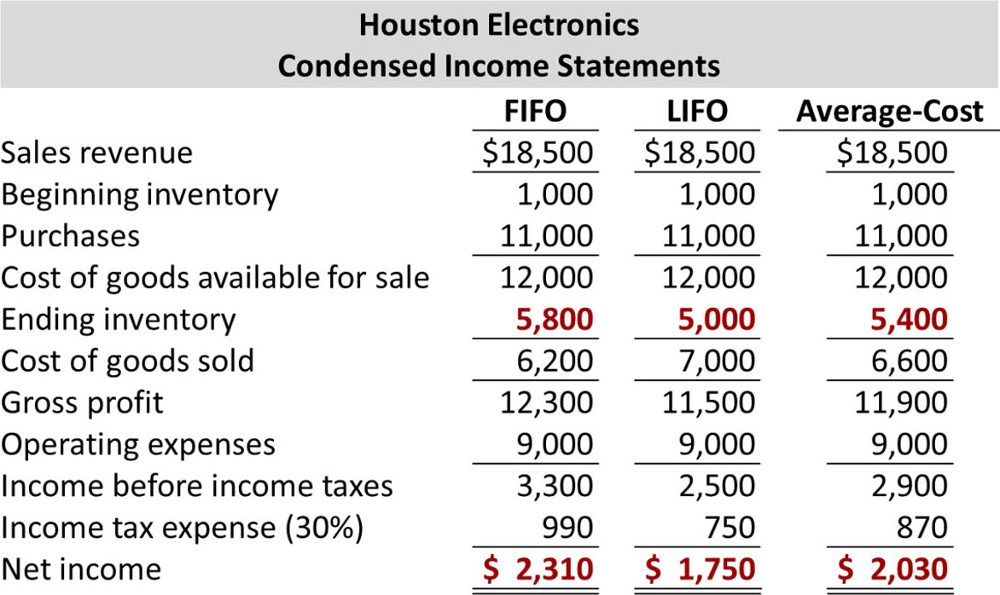 Houston Electronics
Condensed Income Statements
FIFO LIFO Average-Cost
Sales revenue $18,500 $18,500 $18,500
Beginning inventory 1,000 1,000 1,000
Purchases 11,000 11,000 11,000
Cost of goods available for sale 12,000 12,000 12,000
Ending inventory 5,800 5,000 5,400
Cost of goods sold 6,200 7,000 6,600
Gross profit 12,300 11,500 11,900
Operating expenses 9,000 9,000 9,000
Income before income taxes 3,300 2,500 2,900
Income tax expense (30%) 990 750 870
Net income $ 2,310 $ 1,750 $ 2,030